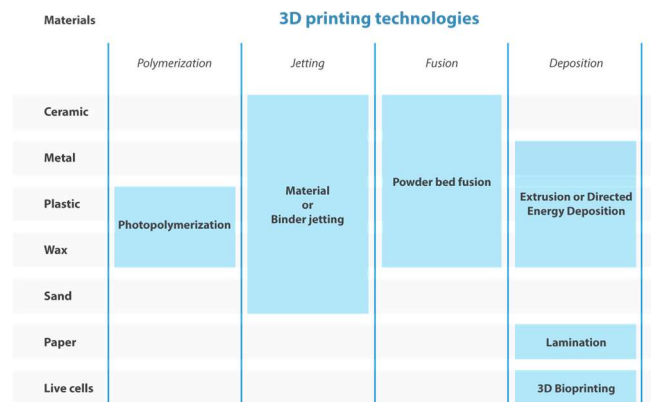 Materials
3D printing technologies
Polymerization
Jetting
Fusion
Deposition
Ceramic
Metal
Plastic
Wax
Sand
Paper
Live cells
Photopolymerization
Material
or
Binder jetting
Powder bed fusion
Extrusion or Directed
Energy Deposition
Lamination
3D Bioprinting